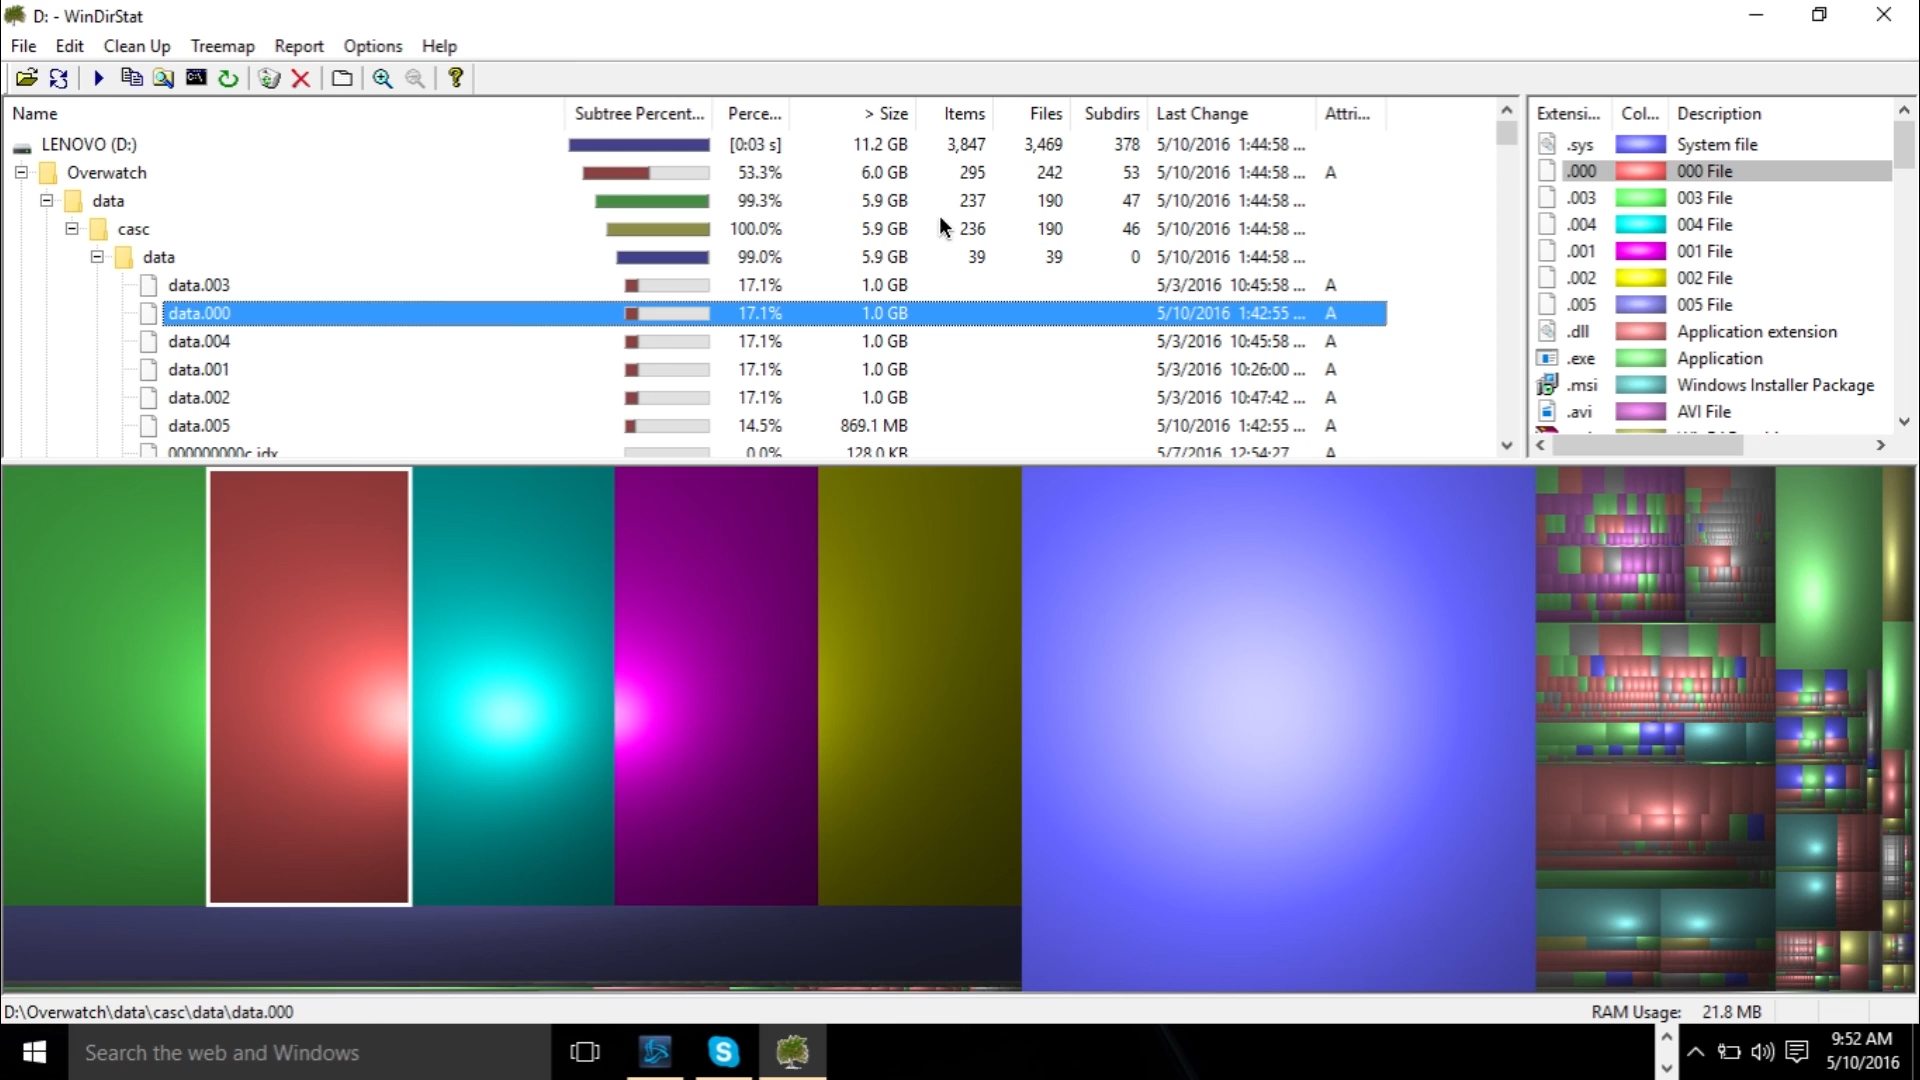 D: - WinDirStat
File Edit Clean Up Treemap Report Options Help
Name Subtree Percent... Perce... > Size Items Files Subdirs Last Change Attri...
LENOVO (D:) [0:03 s] 11.2 GB 3,847 3,469 378 5/10/2016 1:44:58 ...
Overwatch 53.3% 6.0 GB 295 242 53 5/10/2016 1:44:58 ... A
data 99.3% 5.9 GB 237 190 47 5/10/2016 1:44:58 ...
casc 100.0% 5.9 GB 236 190 46 5/10/2016 1:44:58 ...
data 99.0% 5.9 GB 39 39 0 5/10/2016 1:44:58 ...
data.003 17.1% 1.0 GB 5/3/2016 10:45:58 ... A
data.000 17.1% 1.0 GB 5/10/2016 1:42:55 ... A
data.004 17.1% 1.0 GB 5/3/2016 10:45:58 ... A
data.001 17.1% 1.0 GB 5/3/2016 10:26:00 ... A
data.002 17.1% 1.0 GB 5/3/2016 10:47:42 ... A
data.005 14.5% 869.1 MB 5/10/2016 1:42:55 ... A
0.0% 128.0 KB 5/7/2016 12:54:27 A
Extensi... Col... Description
.sys System file
.000 000 File
.003 003 File
.004 004 File
.001 001 File
.002 002 File
.005 005 File
.dll Application extension
.exe Application
.msi Windows Installer Package
.avi AVI File
D:\Overwatch\data\casc\data\data.000
RAM Usage: 21.8 MB
Search the web and Windows
9:52 AM
5/10/2016